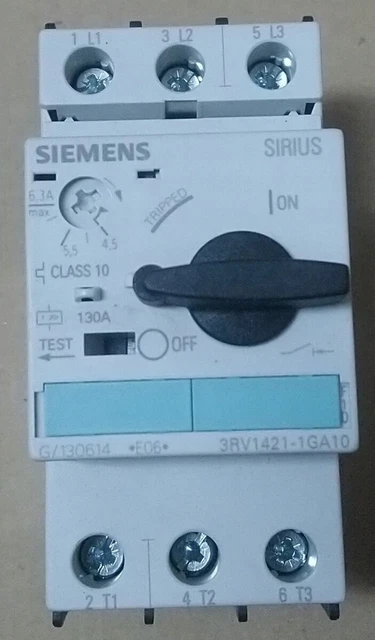 1 L1 3 L2 5 L3
SIEMENS SIRIUS
6,3A
max
5,5 4,5
TRIPPED
ON
CLASS 10
130A
TEST
OFF
G/130614 •E06• 3RV1421-1GA10
2 T1 4 T2 6 T3